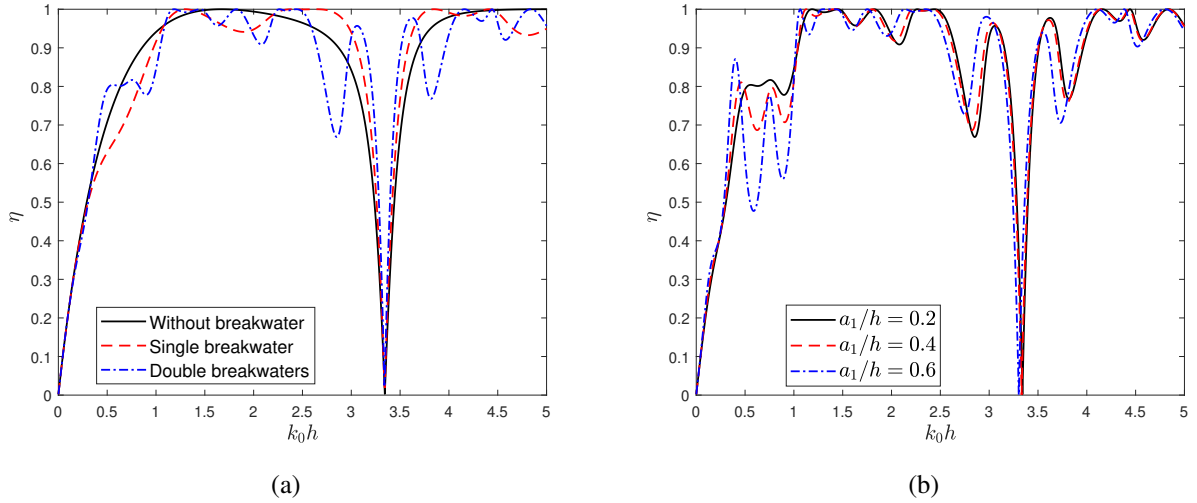 1
0.9
0.8
0.7
0.6
0.5
0.4
0.3
0.2
0.1
0
η
Without breakwater
Single breakwater
Double breakwaters
0 0.5 1 1.5 2 2.5 3 3.5 4 4.5 5
k₀h
(a)
1
0.9
0.8
0.7
0.6
0.5
0.4
0.3
0.2
0.1
0
η
a₁/h = 0.2
a₁/h = 0.4
a₁/h = 0.6
0 0.5 1 1.5 2 2.5 3 3.5 4 4.5 5
k₀h
(b)